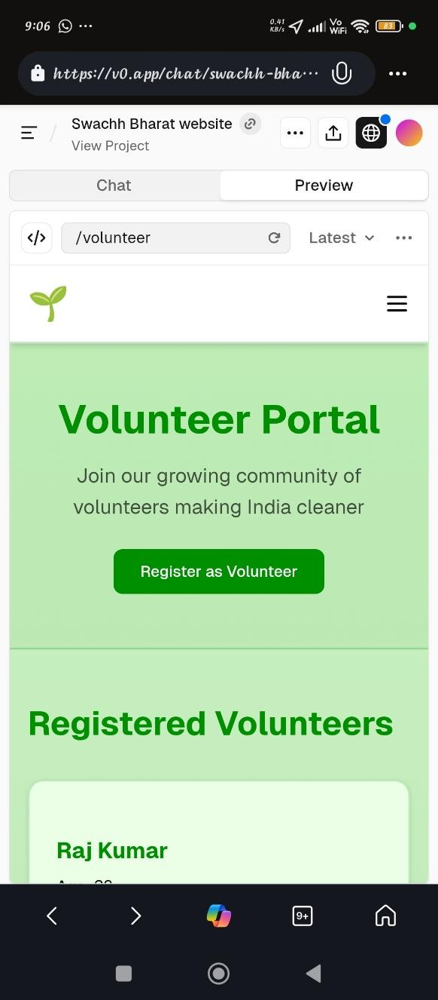 9:06
0.41
KB/s
Vo
WiFi
83
https://v0.app/chat/swachh-bha...
Swachh Bharat website
View Project
Chat
Preview
/volunteer
Latest
Volunteer Portal
Join our growing community of
volunteers making India cleaner
Register as Volunteer
Registered Volunteers
Raj Kumar
9+